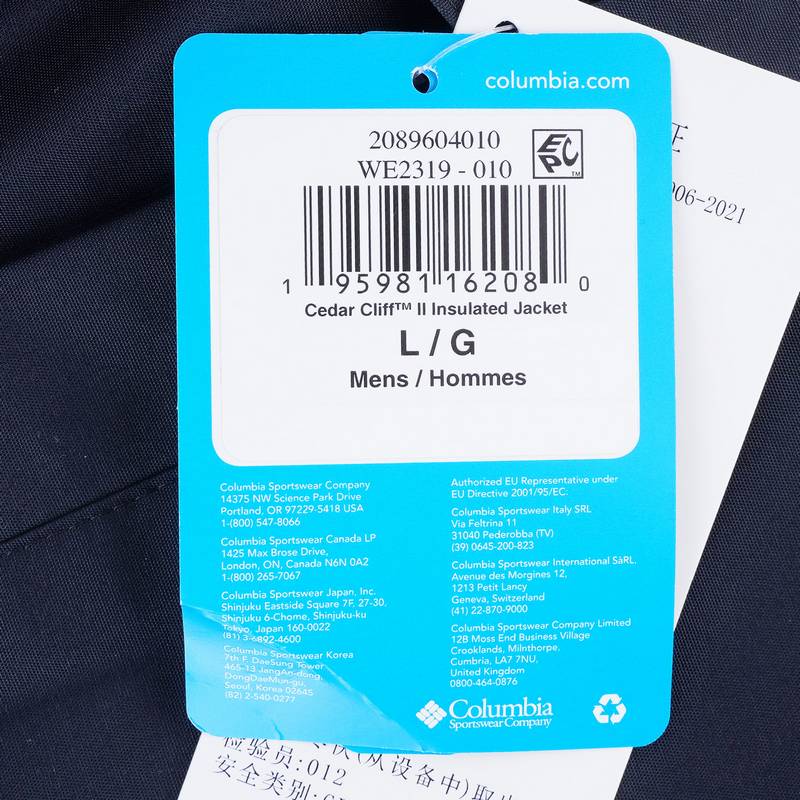 columbia.com
2089604010
WE2319 - 010
EPC
TM
1 95981 16208 0
Cedar Cliff™ II Insulated Jacket
L / G
Mens / Hommes
Columbia Sportswear Company
14375 NW Science Park Drive
Portland, OR 97229-5418 USA
1-(800) 547-8066
Columbia Sportswear Canada LP
1425 Max Brose Drive,
London, ON, Canada N6N 0A2
1-(800) 265-7067
Columbia Sportswear Japan, Inc.
Shinjuku Eastside Square 7F, 27-30,
Shinjuku 6-Chome, Shinjuku-ku
Tokyo, Japan 160-0022
(81) 3-6892-4600
Columbia Sportswear Korea
7th F. DaeSung Tower
465-13 JangAn-dong,
DongDaeMun-gu,
Seoul, Korea 02645
(82) 2-540-0277
Authorized EU Representative under
EU Directive 2001/95/EC:
Columbia Sportswear Italy SRL
Via Feltrina 11
31040 Pederobba (TV)
(39) 0645-200-823
Columbia Sportswear International SàRL.
Avenue des Morgines 12,
1213 Petit Lancy
Geneva, Switzerland
(41) 22-870-9000
Columbia Sportswear Company Limited
12B Moss End Business Village
Crooklands, Milnthorpe,
Cumbria, LA7 7NU,
United Kingdom
0800-464-0876
Columbia
Sportswear Company
06-2021
(从设备中)取出
检验员:012
安全类别: